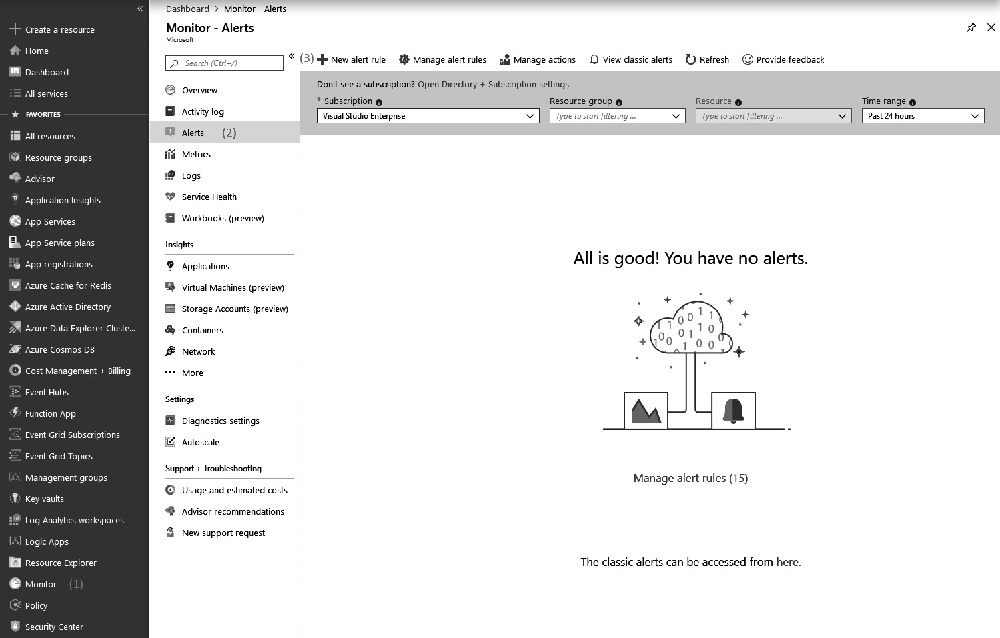 «
Create a resource
Home
Dashboard
All services
FAVORITES
All resources
Resource groups
Advisor
Application Insights
App Services
App Service plans
App registrations
Azure Cache for Redis
Azure Active Directory
Azure Data Explorer Cluste...
Azure Cosmos DB
Cost Management + Billing
Event Hubs
Function App
Event Grid Subscriptions
Event Grid Topics
Management groups
Key vaults
Log Analytics workspaces
Logic Apps
Resource Explorer
Monitor (1)
Policy
Security Center
Dashboard > Monitor - Alerts
Monitor - Alerts
Microsoft
Search (Ctrl+/)
«
Overview
Activity log
Alerts (2)
Metrics
Logs
Service Health
Workbooks (preview)
Insights
Applications
Virtual Machines (preview)
Storage Accounts (preview)
Containers
Network
More
Settings
Diagnostics settings
Autoscale
Support + Troubleshooting
Usage and estimated costs
Advisor recommendations
New support request
(3) New alert rule Manage alert rules Manage actions View classic alerts Refresh Provide feedback
Don't see a subscription? Open Directory + Subscription settings
* Subscription Resource group Resource Time range
Visual Studio Enterprise Type to start filtering ... Type to start filtering ... Past 24 hours
All is good! You have no alerts.
Manage alert rules (15)
The classic alerts can be accessed from here.